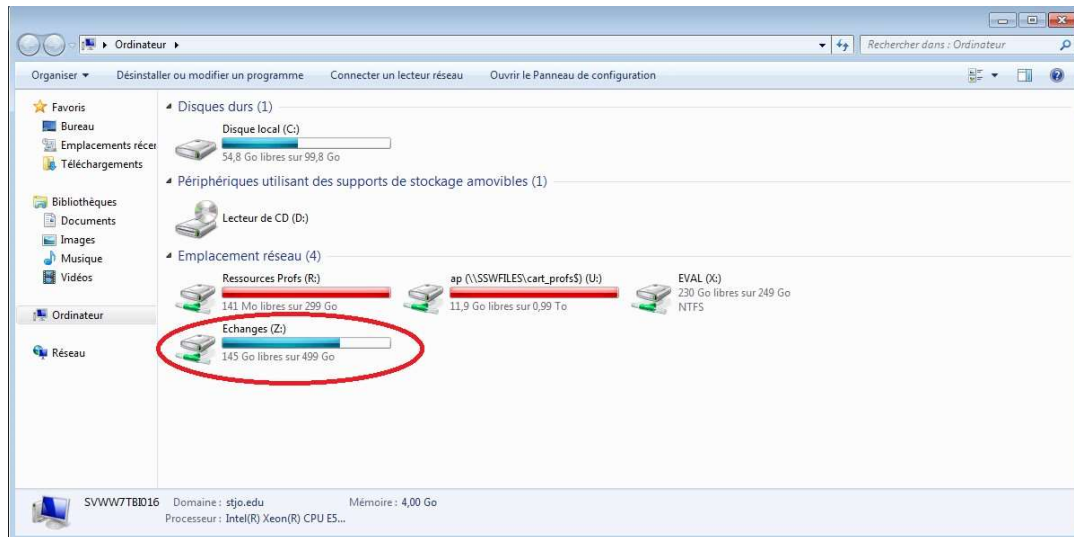 Ordinateur
Rechercher dans : Ordinateur
Organiser Désinstaller ou modifier un programme Connecter un lecteur réseau Ouvrir le Panneau de configuration
Favoris
Bureau
Emplacements récer
Téléchargements
Bibliothèques
Documents
Images
Musique
Vidéos
Ordinateur
Réseau
Disques durs (1)
Disque local (C:)
54,8 Go libres sur 99,8 Go
Périphériques utilisant des supports de stockage amovibles (1)
Lecteur de CD (D:)
Emplacement réseau (4)
Ressources Profs (R:)
141 Mo libres sur 299 Go
ap (\\SSWFILES\cart_profs$) (U:)
11,9 Go libres sur 0,99 To
EVAL (X:)
230 Go libres sur 249 Go
NTFS
Echanges (Z:)
145 Go libres sur 499 Go
SVWW7TBI016 Domaine : stjo.edu Mémoire : 4,00 Go
Processeur : Intel(R) Xeon(R) CPU E5...